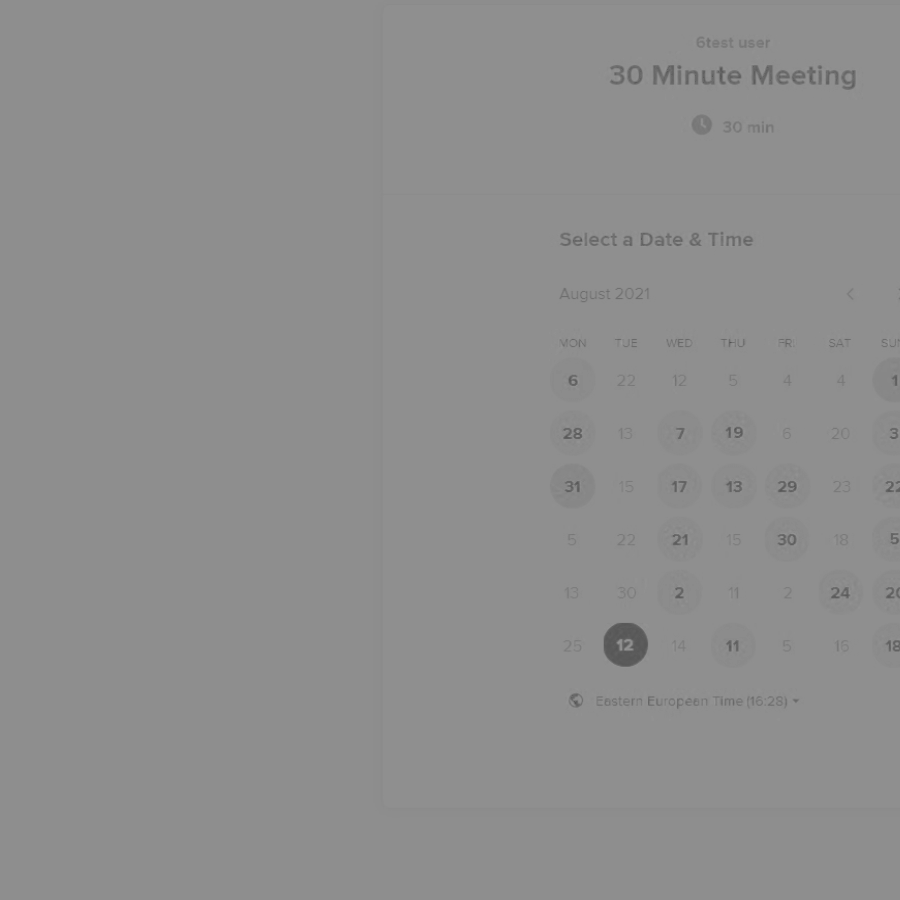 6test user
30 Minute Meeting
30 min
Select a Date & Time
August 2021
MON TUE WED THU FRI SAT SUN
6 22 12 5 4 4 1
28 13 7 19 6 20 3
31 15 17 13 29 23 22
5 22 21 15 30 18 5
13 30 2 11 2 24 20
25 12 14 11 5 16 18
Eastern European Time (16:28)